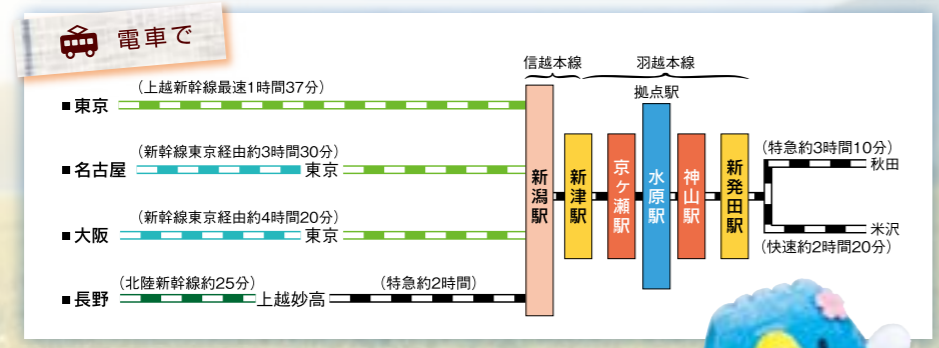 電車で
信越本線
羽越本線
拠点駅
■東京
(上越新幹線最速1時間37分)
■名古屋
(新幹線東京経由約3時間30分)
東京
■大阪
(新幹線東京経由約4時間20分)
東京
■長野
(北陸新幹線約25分)
上越妙高
(特急約2時間)
新潟駅
新津駅
京ケ瀬駅
水原駅
神山駅
新発田駅
(特急約3時間10分)
秋田
米沢
(快速約2時間20分)